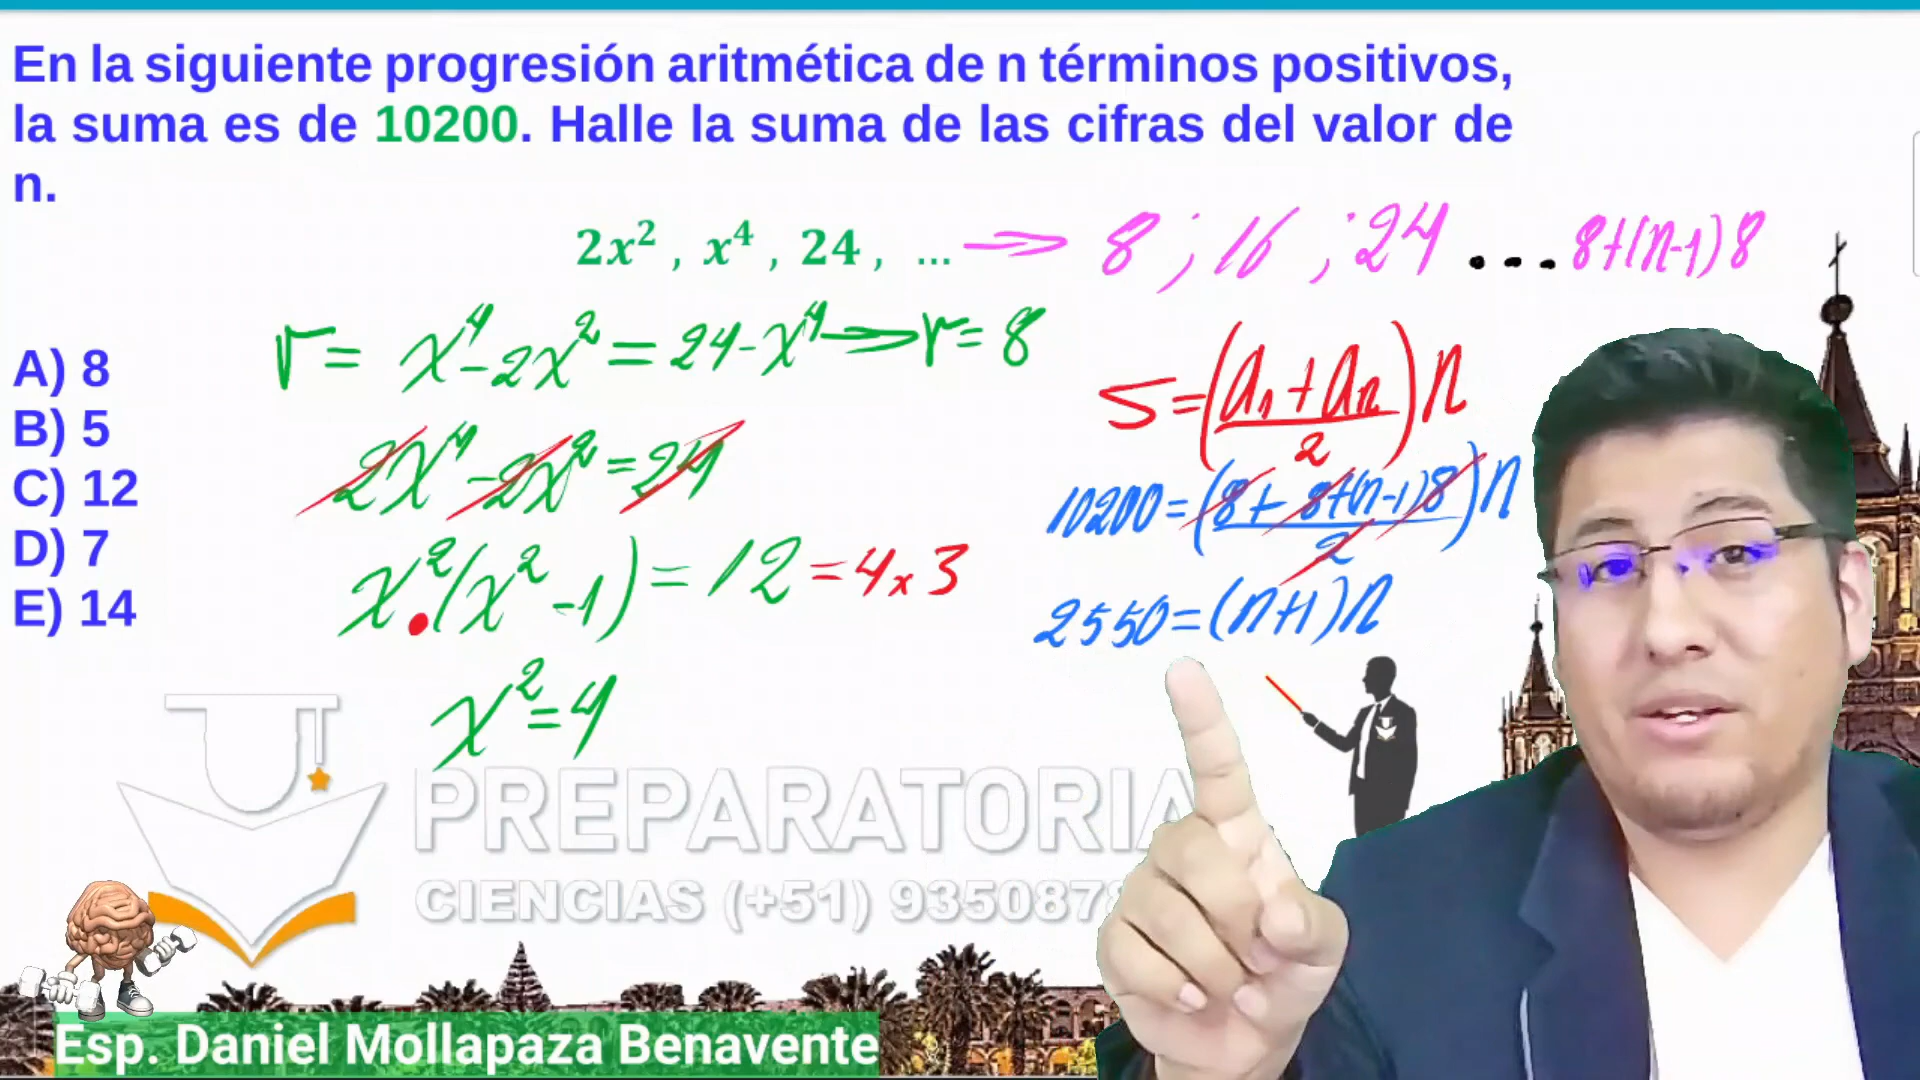 En la siguiente progresión aritmética de n términos positivos,
la suma es de 10200. Halle la suma de las cifras del valor de
n.
2x², x⁴, 24, ... → 8 ; 16 ; 24 ... 8+(n-1)8
r = x⁴-2x² = 24-x⁴ → r = 8
A) 8
B) 5
C) 12
D) 7
E) 14
2x⁴-2x²=24
x²(x²-1) = 12 = 4x3
x²=4
S=((a₁+aₙ)/2)n
10200=((8+8+(n-1)8)/2)n
2550=(n+1)n
PREPARATORIA
CIENCIAS (+51) 9350878
Esp. Daniel Mollapaza Benavente